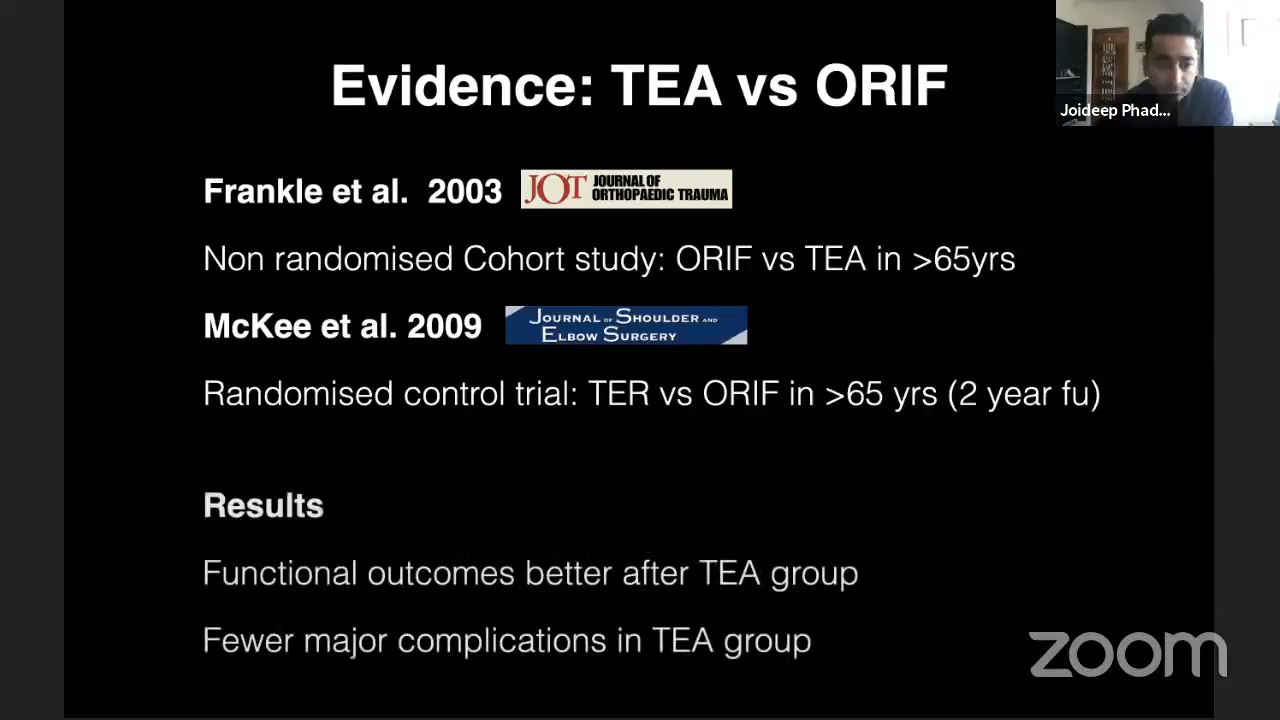 Evidence: TEA vs ORIF
Joideep Phad...
Frankle et al. 2003
JOT JOURNAL OF
ORTHOPAEDIC TRAUMA
Non randomised Cohort study: ORIF vs TEA in >65yrs
McKee et al. 2009
JOURNAL OF SHOULDER AND
ELBOW SURGERY
Randomised control trial: TER vs ORIF in >65 yrs (2 year fu)
Results
Functional outcomes better after TEA group
Fewer major complications in TEA group
zoom